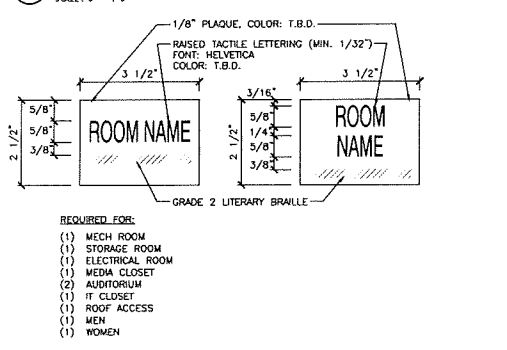 1/8" PLAQUE, COLOR: T.B.D.
RAISED TACTILE LETTERING (MIN. 1/32")
FONT: HELVETICA
COLOR: T.B.D.
3 1/2"
3 1/2"
3/16"
5/8"
5/8"
3/8"
2 1/2"
ROOM NAME
5/8"
1/4"
5/8"
3/8"
2 1/2"
ROOM
NAME
GRADE 2 LITERARY BRAILLE
REQUIRED FOR:
(1) MECH ROOM
(1) STORAGE ROOM
(1) ELECTRICAL ROOM
(1) MEDIA CLOSET
(2) AUDITORIUM
(1) IT CLOSET
(1) ROOF ACCESS
(1) MEN
(1) WOMEN